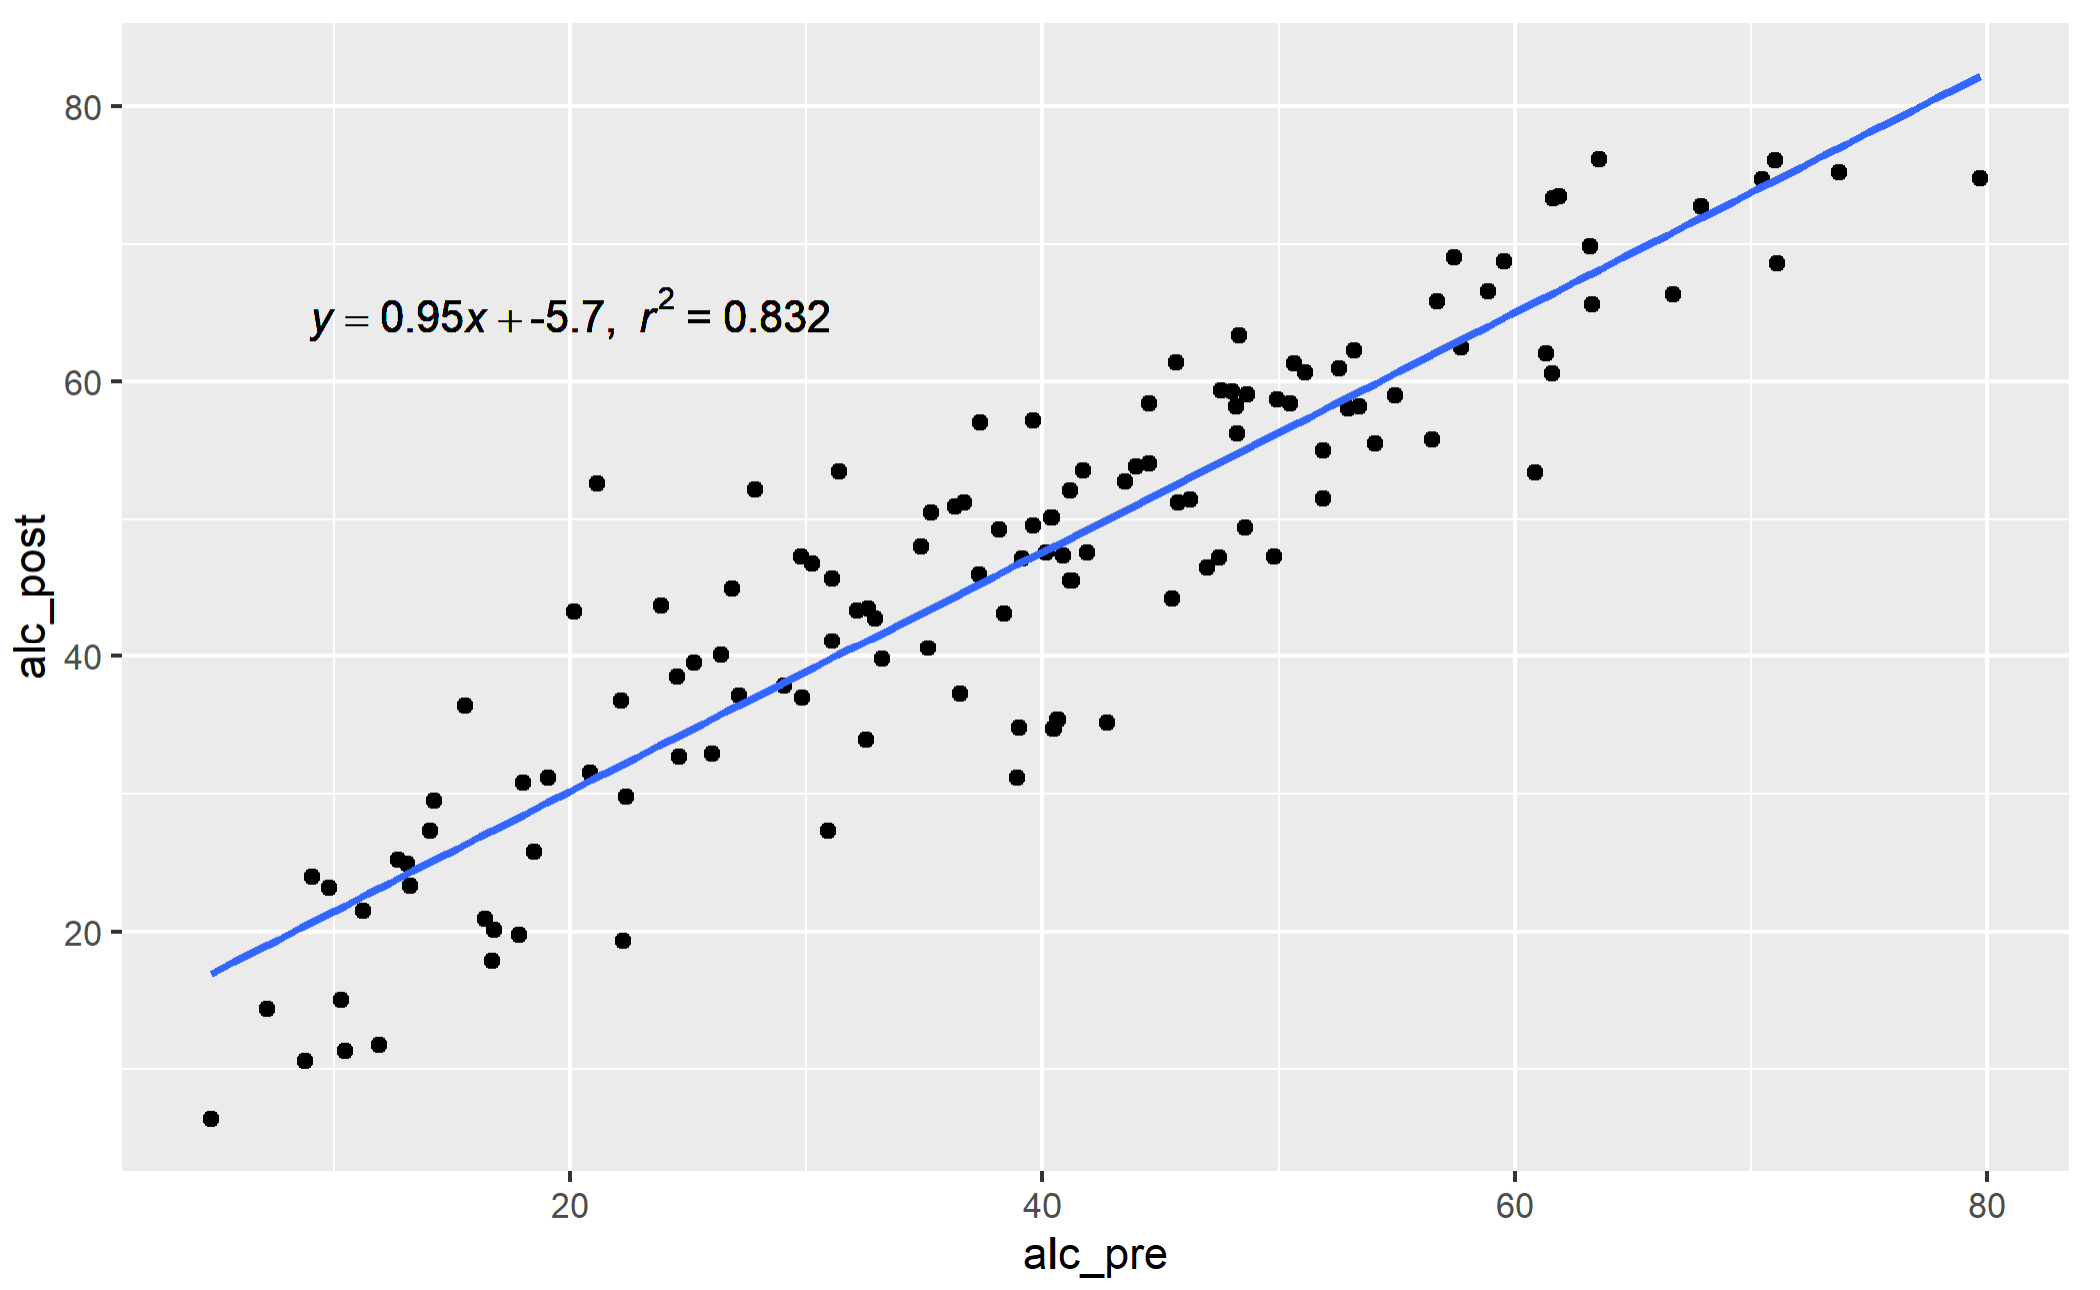 80
60
40
20
alc_post
y = 0.95x + -5.7, r² = 0.832
20 40 60 80
alc_pre